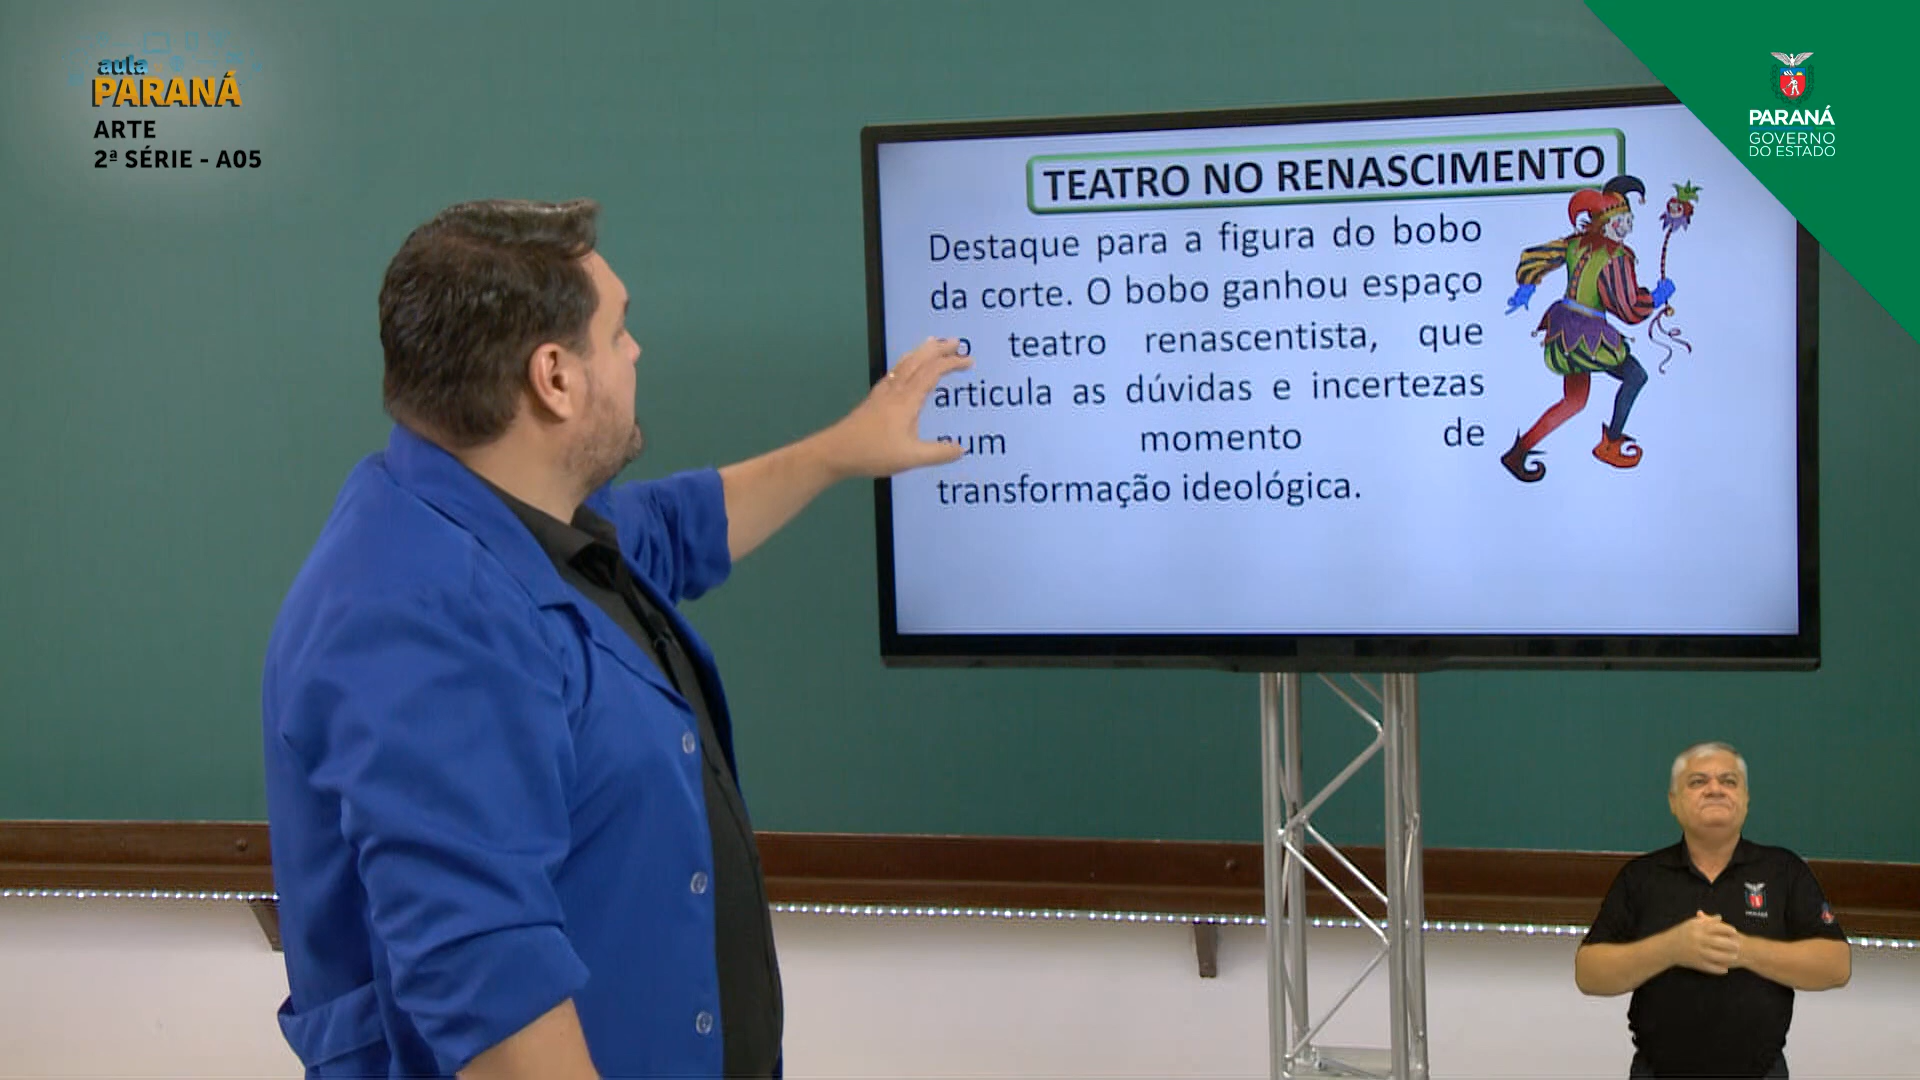 aula
PARANÁ
ARTE
2ª SÉRIE - A05
PARANÁ
GOVERNO
DO ESTADO
TEATRO NO RENASCIMENTO
Destaque para a figura do bobo
da corte. O bobo ganhou espaço
teatro renascentista, que
articula as dúvidas e incertezas
num momento de
transformação ideológica.